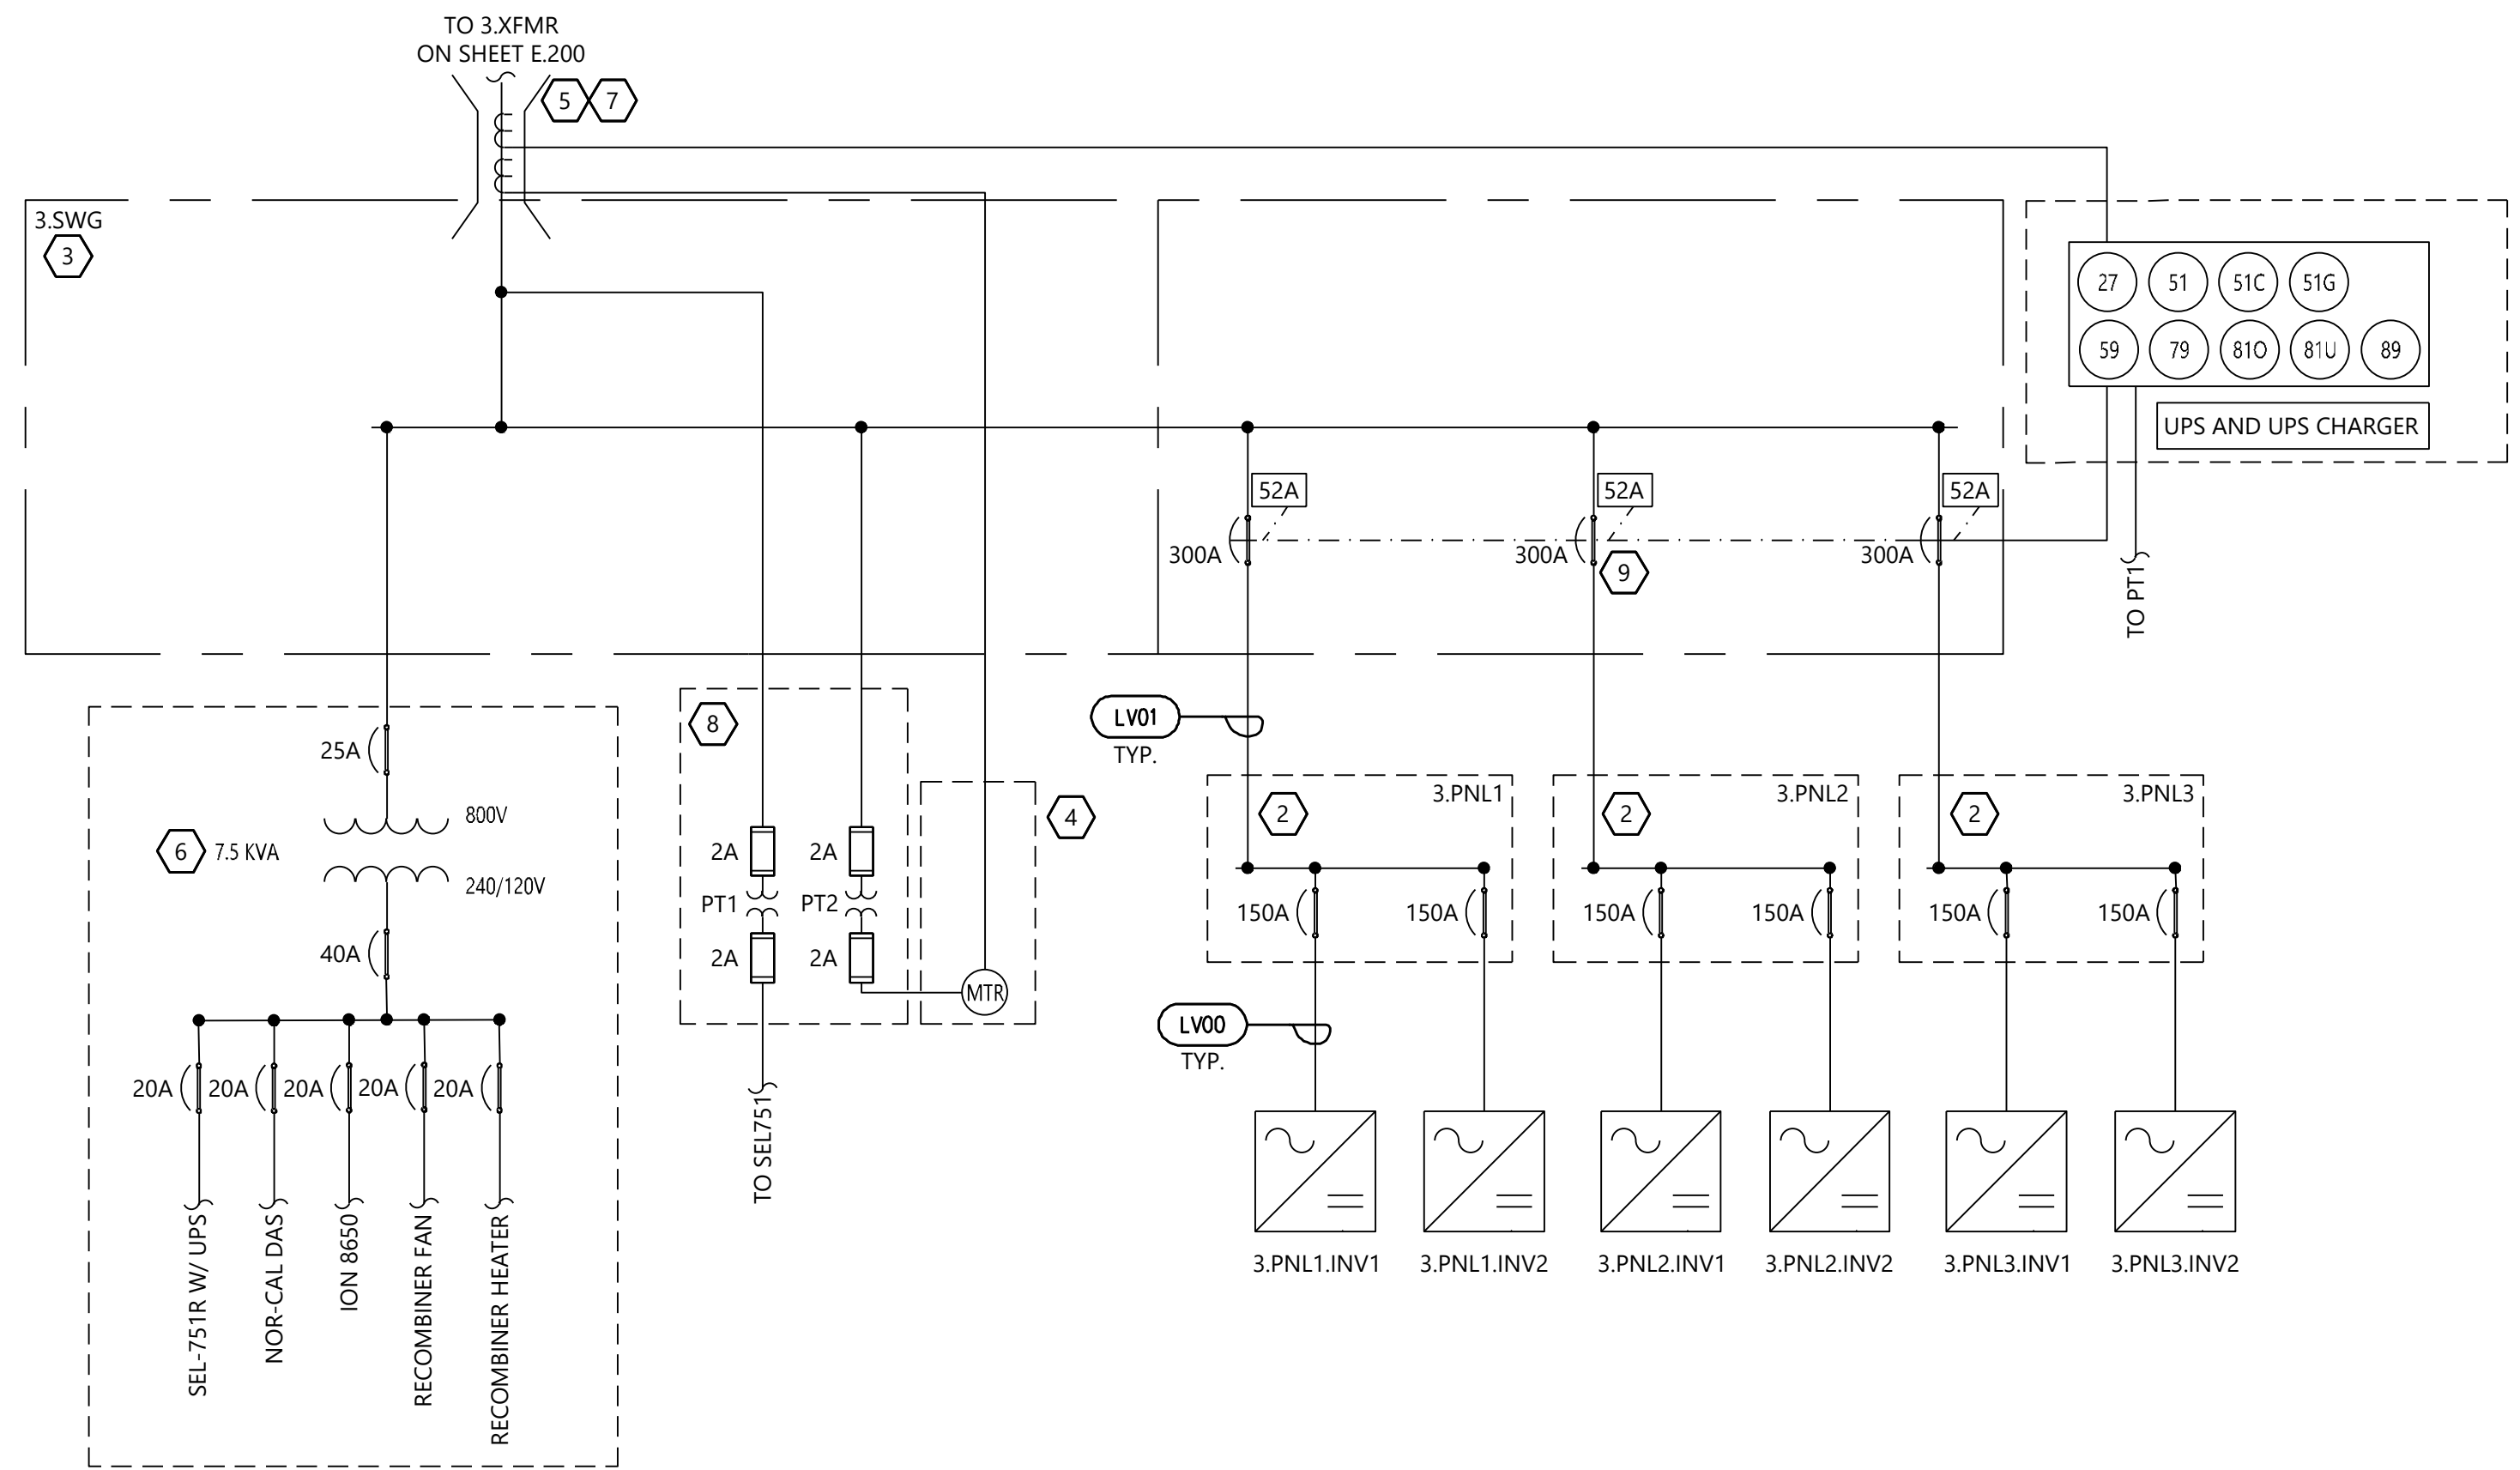 TO 3.XFMR
ON SHEET E.200
5
7
3.SWG
3
27
51
51C
51G
59
79
81O
81U
89
UPS AND UPS CHARGER
52A
52A
52A
300A
300A
300A
9
TO PT1
LV01
TYP.
8
25A
800V
6
7.5 KVA
240/120V
40A
2A
2A
PT1
PT2
2A
2A
4
MTR
2
3.PNL1
2
3.PNL2
2
3.PNL3
150A
150A
150A
150A
150A
150A
LV00
TYP.
20A
20A
20A
20A
20A
SEL-751R W/ UPS
NOR-CAL DAS
ION 8650
RECOMBINER FAN
RECOMBINER HEATER
TO SEL751
3.PNL1.INV1
3.PNL1.INV2
3.PNL2.INV1
3.PNL2.INV2
3.PNL3.INV1
3.PNL3.INV2